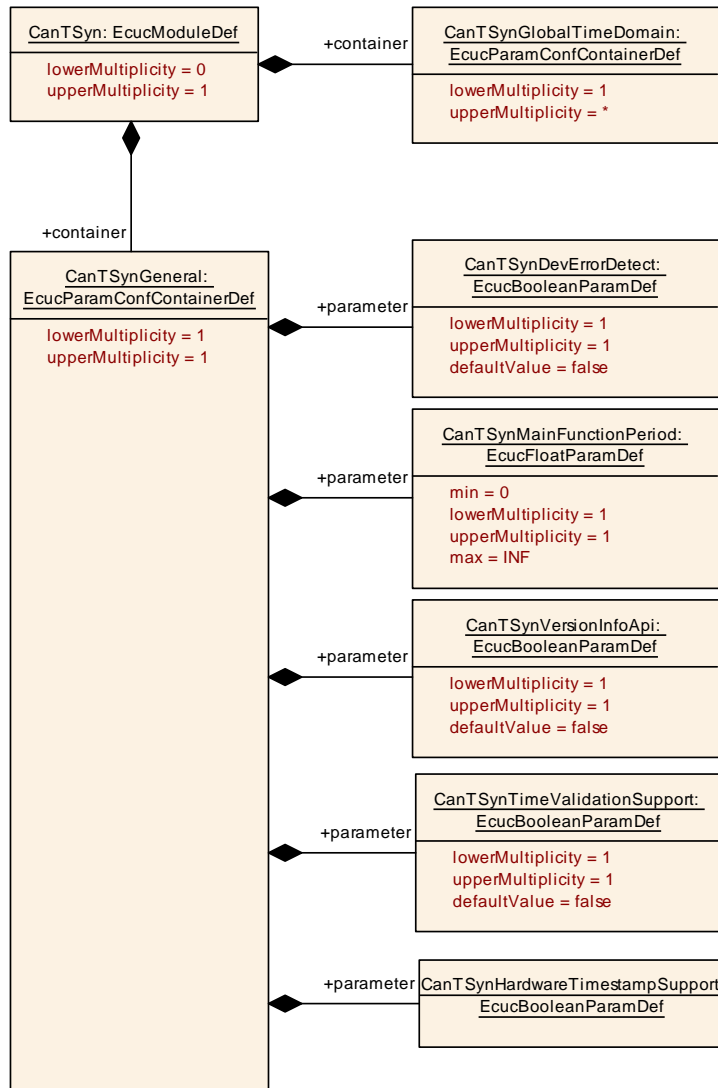 CanTSyn: EcucModuleDef
lowerMultiplicity = 0
upperMultiplicity = 1
+container
CanTSynGlobalTimeDomain:
EcucParamConfContainerDef
lowerMultiplicity = 1
upperMultiplicity = *
+container
CanTSynGeneral:
EcucParamConfContainerDef
lowerMultiplicity = 1
upperMultiplicity = 1
+parameter
CanTSynDevErrorDetect:
EcucBooleanParamDef
lowerMultiplicity = 1
upperMultiplicity = 1
defaultValue = false
+parameter
CanTSynMainFunctionPeriod:
EcucFloatParamDef
min = 0
lowerMultiplicity = 1
upperMultiplicity = 1
max = INF
+parameter
CanTSynVersionInfoApi:
EcucBooleanParamDef
lowerMultiplicity = 1
upperMultiplicity = 1
defaultValue = false
+parameter
CanTSynTimeValidationSupport:
EcucBooleanParamDef
lowerMultiplicity = 1
upperMultiplicity = 1
defaultValue = false
+parameter
CanTSynHardwareTimestampSupport
EcucBooleanParamDef